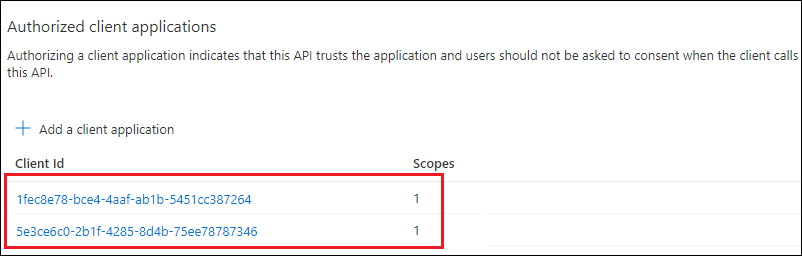 Authorized client applications
Authorizing a client application indicates that this API trusts the application and users should not be asked to consent when the client calls
this API.
Add a client application
Client Id Scopes
1fec8e78-bce4-4aaf-ab1b-5451cc387264 1
5e3ce6c0-2b1f-4285-8d4b-75ee78787346 1